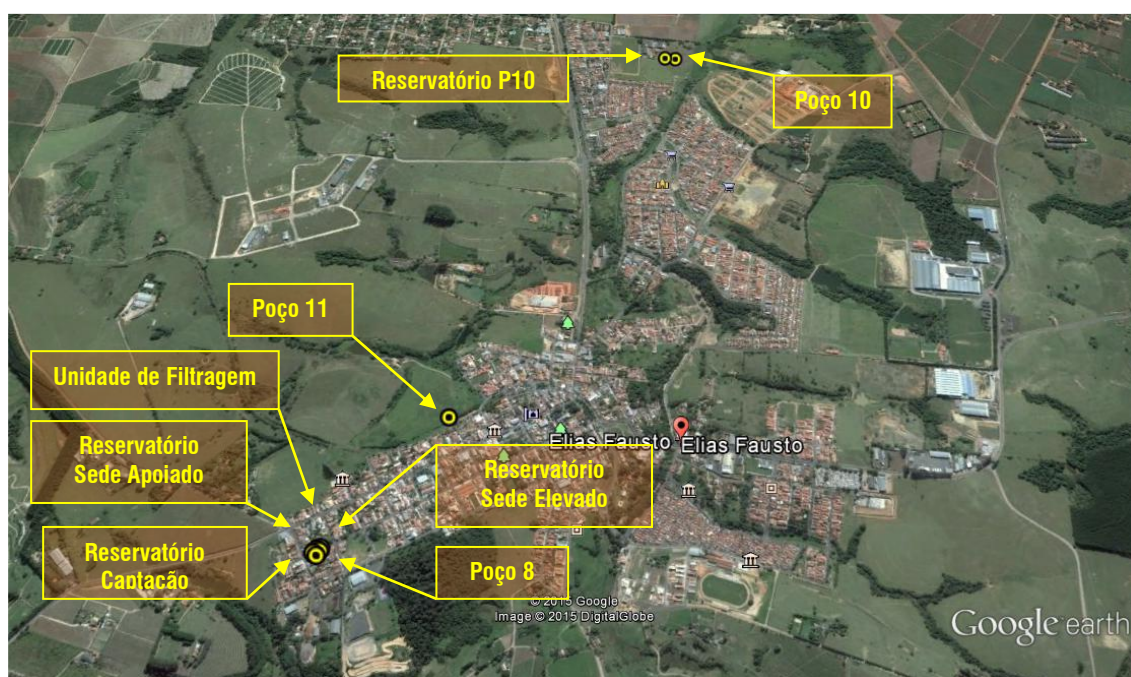 Reservatório P10
Poço 10
Poço 11
Unidade de Filtragem
Reservatório
Sede Apoiado
Reservatório
Sede Elevado
Elias Fausto
Elias Fausto
Reservatório
Captação
Poço 8
© 2015 Google
Image © 2015 DigitalGlobe
Google earth